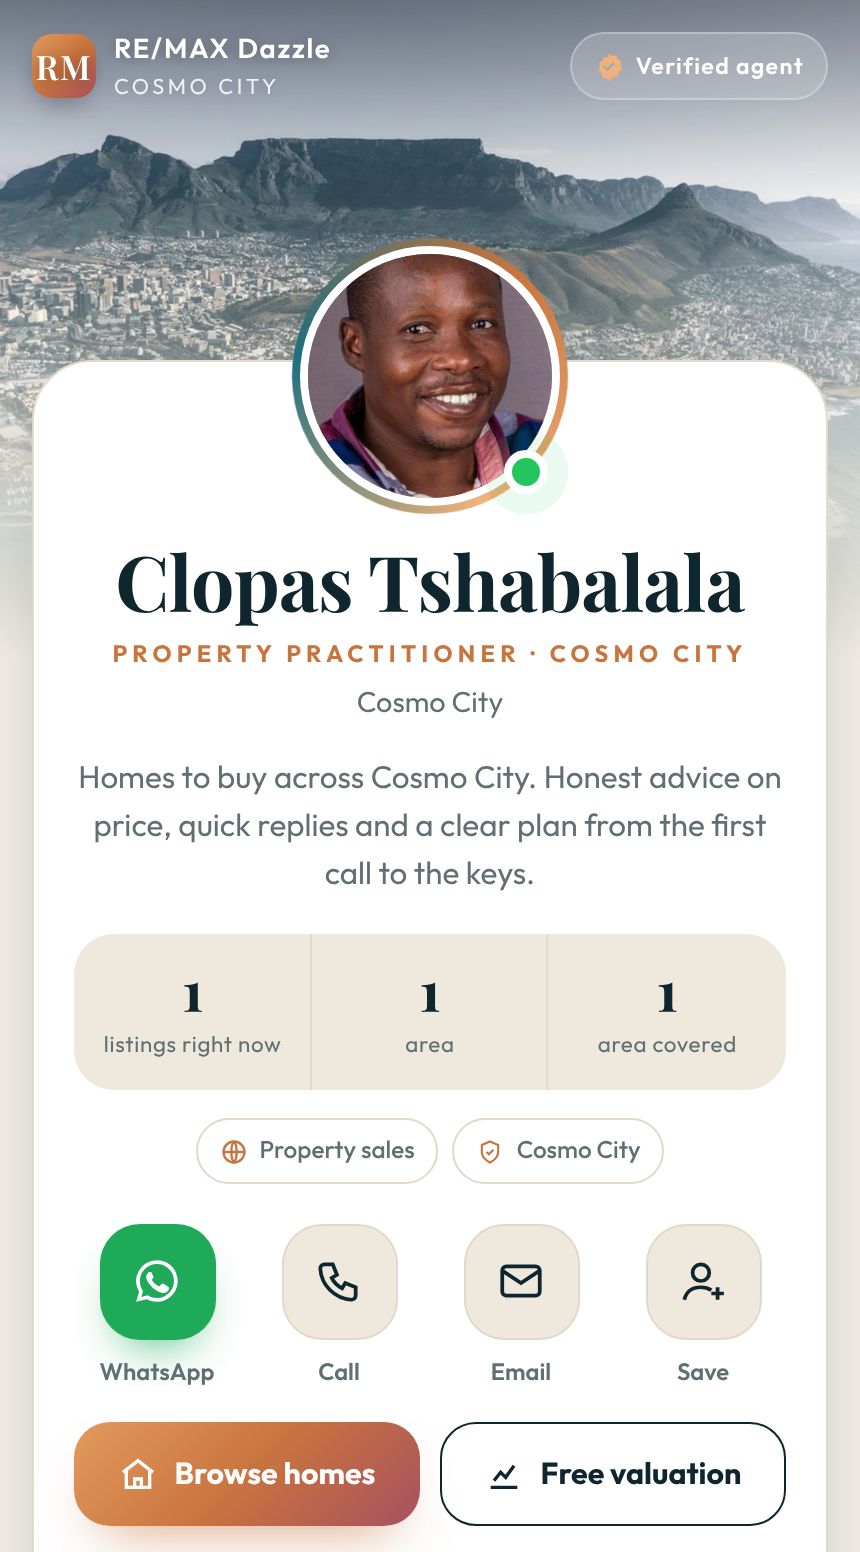 RM
RE/MAX Dazzle
COSMO CITY
Verified agent
Clopas Tshabalala
PROPERTY PRACTITIONER · COSMO CITY
Cosmo City
Homes to buy across Cosmo City. Honest advice on
price, quick replies and a clear plan from the first
call to the keys.
1
listings right now
1
area
1
area covered
Property sales
Cosmo City
WhatsApp
Call
Email
Save
Browse homes
Free valuation